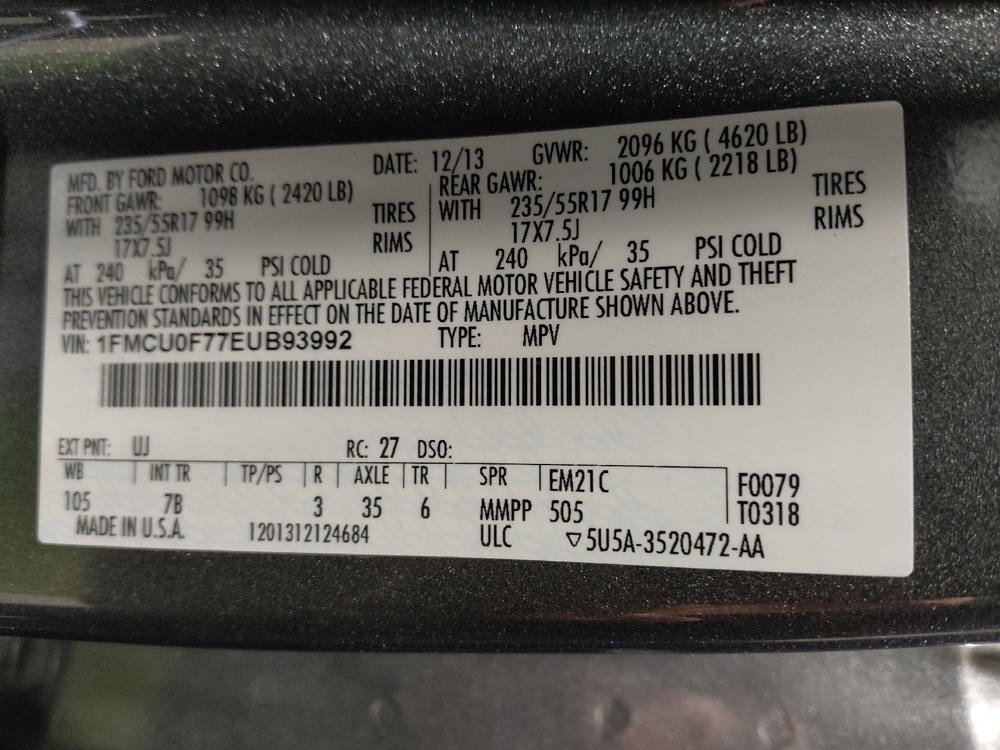 MFD. BY FORD MOTOR CO. DATE: 12/13 GVWR: 2096 KG ( 4620 LB)
FRONT GAWR: 1098 KG ( 2420 LB) REAR GAWR: 1006 KG ( 2218 LB)
WITH 235/55R17 99H TIRES WITH 235/55R17 99H TIRES
17X7.5J RIMS 17X7.5J RIMS
AT 240 kPa/ 35 PSI COLD AT 240 kPa/ 35 PSI COLD
THIS VEHICLE CONFORMS TO ALL APPLICABLE FEDERAL MOTOR VEHICLE SAFETY AND THEFT
PREVENTION STANDARDS IN EFFECT ON THE DATE OF MANUFACTURE SHOWN ABOVE.
VIN: 1FMCU0F77EUB93992 TYPE: MPV
EXT PNT: UJ RC: 27 DSO:
WB INT TR TP/PS R AXLE TR SPR EM21C F0079
105 7B 3 35 6 MMPP 505 T0318
MADE IN U.S.A. 1201312124684 ULC ▽5U5A-3520472-AA